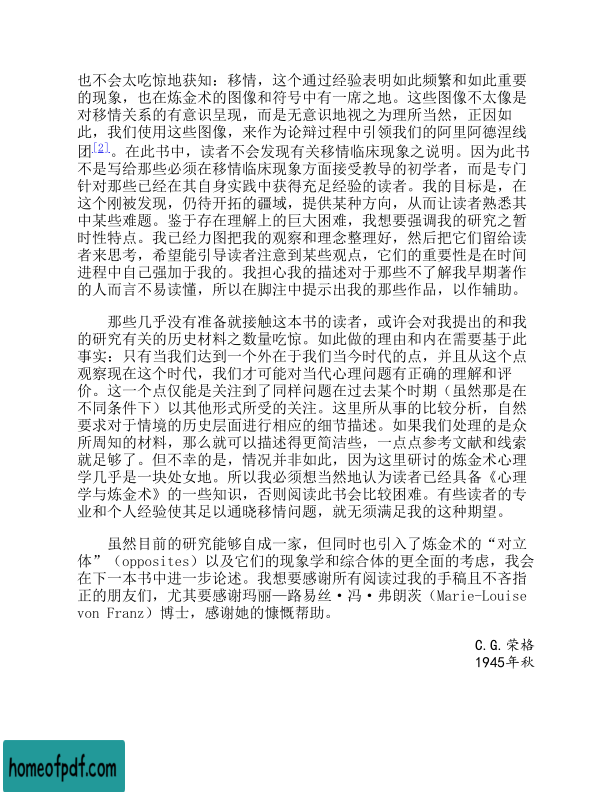 也不会太吃惊地获知：移情，这个通过经验表明如此频繁和如此重要
的现象，也在炼金术的图像和符号中有一席之地。这些图像不太像是
对移情关系的有意识呈现，而是无意识地视之为理所当然，正因如
此，我们使用这些图像，来作为论辩过程中引领我们的阿里阿德涅线
团[2]。在此书中，读者不会发现有关移情临床现象之说明。因为此书
不是写给那些必须在移情临床现象方面接受教导的初学者，而是专门
针对那些已经在其自身实践中获得充足经验的读者。我的目标是，在
这个刚被发现，仍待开拓的疆域，提供某种方向，从而让读者熟悉其
中某些难题。鉴于存在理解上的巨大困难，我想要强调我的研究之暂
时性特点。我已经力图把我的观察和理念整理好，然后把它们留给读
者来思考，希望能引导读者注意到某些观点，它们的重要性是在时间
进程中自己强加于我的。我担心我的描述对于那些不了解我早期著作
的人而言不易读懂，所以在脚注中提示出我的那些作品，以作辅助。
那些几乎没有准备就接触这本书的读者，或许会对我提出的和我
的研究有关的历史材料之数量吃惊。如此做的理由和内在需要基于此
事实：只有当我们达到一个外在于我们当今时代的点，并且从这个点
观察现在这个时代，我们才可能对当代心理问题有正确的理解和评
价。这一个点仅能是关注到了同样问题在过去某个时期（虽然那是在
不同条件下）以其他形式所受的关注。这里所从事的比较分析，自然
要求对于情境的历史层面进行相应的细节描述。如果我们处理的是众
所周知的材料，那么就可以描述得更简洁些，一点点参考文献和线索
就足够了。但不幸的是，情况并非如此，因为这里研讨的炼金术心理
学几乎是一块处女地。所以我必须想当然地认为读者已经具备《心理
学与炼金术》的一些知识，否则阅读此书会比较困难。有些读者的专
业和个人经验使其足以通晓移情问题，就无须满足我的这种期望。
虽然目前的研究能够自成一家，但同时也引入了炼金术的“对立
体”（opposites）以及它们的现象学和综合体的更全面的考虑，我会
在下一本书中进一步论述。我想要感谢所有阅读过我的手稿且不吝指
正的朋友们，尤其要感谢玛丽—路易丝·冯·弗朗茨（Marie-Louise
von Franz）博士，感谢她的慷慨帮助。
C.G.荣格
1945年秋
homeofpdf.com